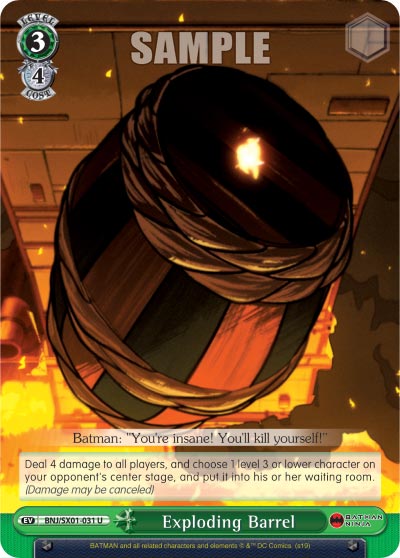 LEVEL
3
4
COST
SAMPLE
Batman: "You're insane! You'll kill yourself!"
Deal 4 damage to all players, and choose 1 level 3 or lower character on
your opponent's center stage, and put it into his or her waiting room.
(Damage may be canceled)
EV BNJ/SX01-031 U Exploding Barrel BATMAN
NINJA
BATMAN and all related characters and elements © &™ DC Comics. (s19)